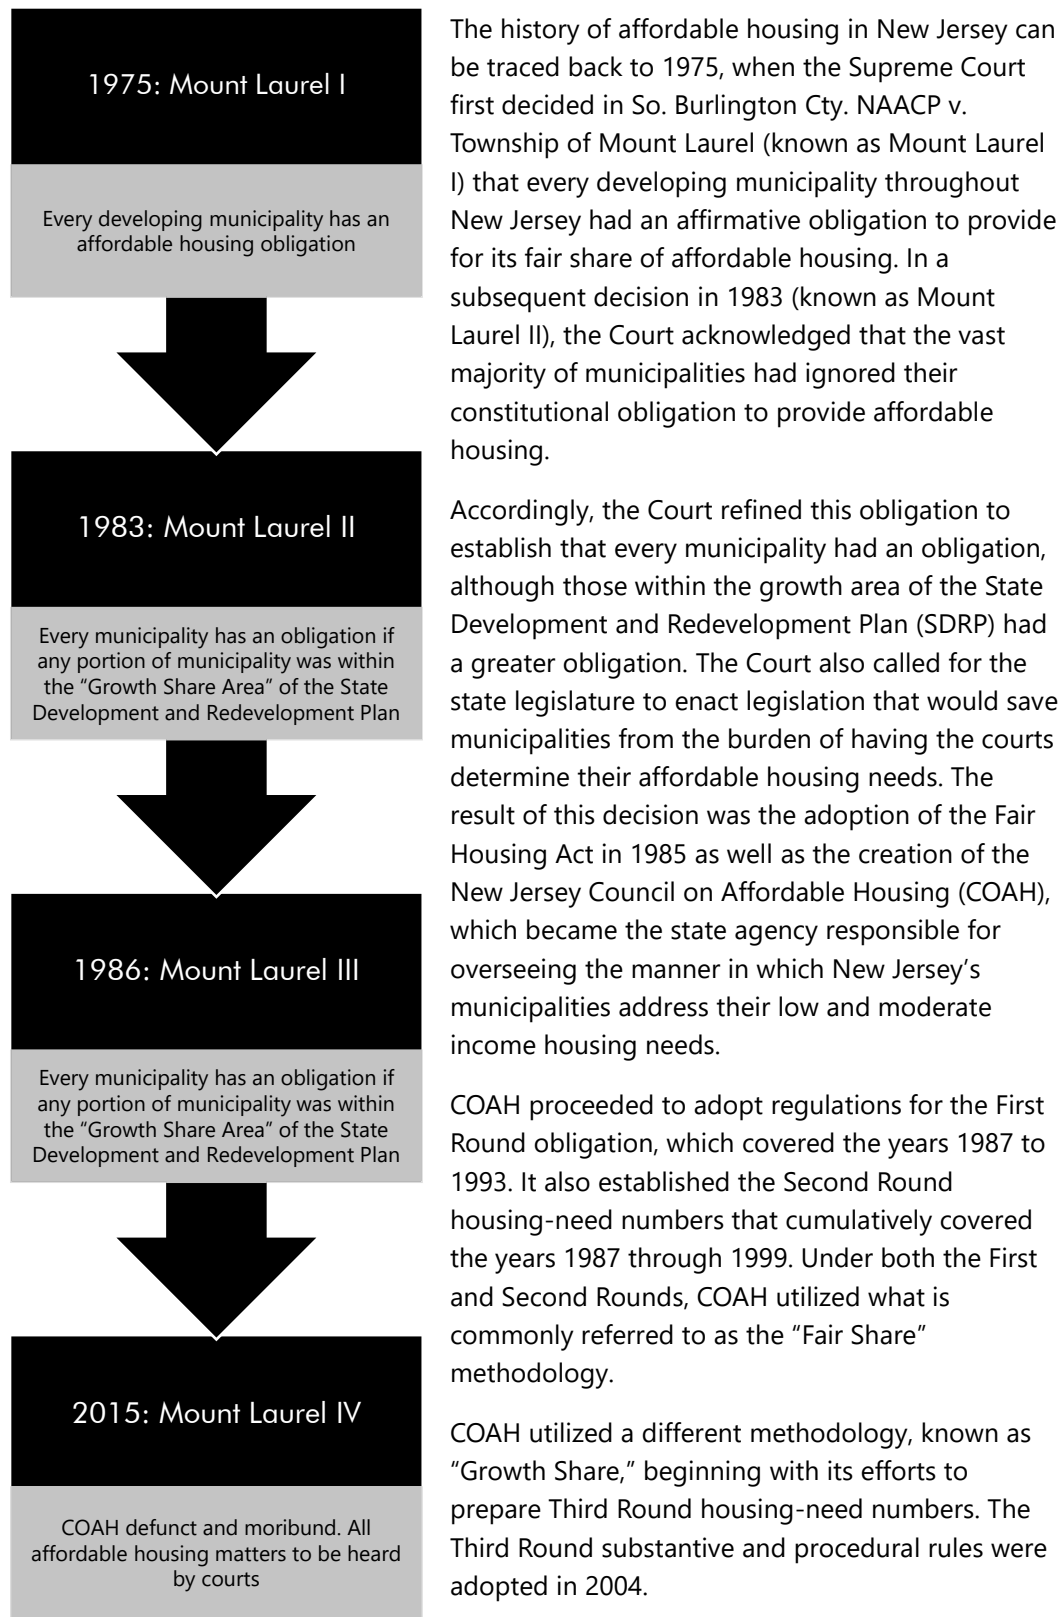 1975: Mount Laurel I
Every developing municipality has an
affordable housing obligation
1983: Mount Laurel II
Every municipality has an obligation if
any portion of municipality was within
the “Growth Share Area” of the State
Development and Redevelopment Plan
1986: Mount Laurel III
Every municipality has an obligation if
any portion of municipality was within
the “Growth Share Area” of the State
Development and Redevelopment Plan
2015: Mount Laurel IV
COAH defunct and moribund. All
affordable housing matters to be heard
by courts
The history of affordable housing in New Jersey can
be traced back to 1975, when the Supreme Court
first decided in So. Burlington Cty. NAACP v.
Township of Mount Laurel (known as Mount Laurel
I) that every developing municipality throughout
New Jersey had an affirmative obligation to provide
for its fair share of affordable housing. In a
subsequent decision in 1983 (known as Mount
Laurel II), the Court acknowledged that the vast
majority of municipalities had ignored their
constitutional obligation to provide affordable
housing.
Accordingly, the Court refined this obligation to
establish that every municipality had an obligation,
although those within the growth area of the State
Development and Redevelopment Plan (SDRP) had
a greater obligation. The Court also called for the
state legislature to enact legislation that would save
municipalities from the burden of having the courts
determine their affordable housing needs. The
result of this decision was the adoption of the Fair
Housing Act in 1985 as well as the creation of the
New Jersey Council on Affordable Housing (COAH),
which became the state agency responsible for
overseeing the manner in which New Jersey’s
municipalities address their low and moderate
income housing needs.
COAH proceeded to adopt regulations for the First
Round obligation, which covered the years 1987 to
1993. It also established the Second Round
housing-need numbers that cumulatively covered
the years 1987 through 1999. Under both the First
and Second Rounds, COAH utilized what is
commonly referred to as the “Fair Share”
methodology.
COAH utilized a different methodology, known as
“Growth Share,” beginning with its efforts to
prepare Third Round housing-need numbers. The
Third Round substantive and procedural rules were
adopted in 2004.